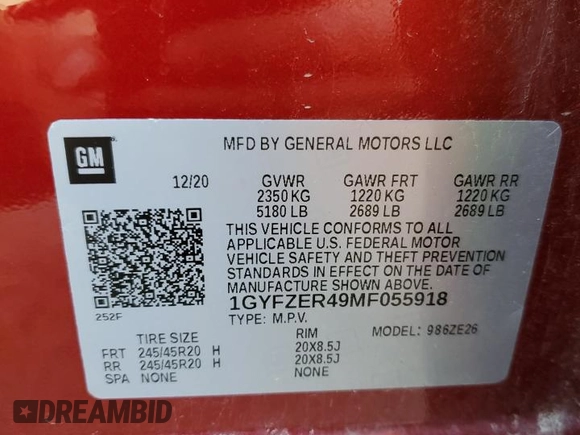 GM
MFD BY GENERAL MOTORS LLC
12/20 GVWR GAWR FRT GAWR RR
2350 KG 1220 KG 1220 KG
5180 LB 2689 LB 2689 LB
THIS VEHICLE CONFORMS TO ALL
APPLICABLE U.S. FEDERAL MOTOR
VEHICLE SAFETY AND THEFT PREVENTION
STANDARDS IN EFFECT ON THE DATE OF
MANUFACTURE SHOWN ABOVE.
252F 1GYFZER49MF055918
TYPE: M.P.V. MODEL: 986ZE26
TIRE SIZE RIM
FRT 245/45R20 H 20X8.5J
RR 245/45R20 H 20X8.5J
SPA NONE NONE
DREAMBID